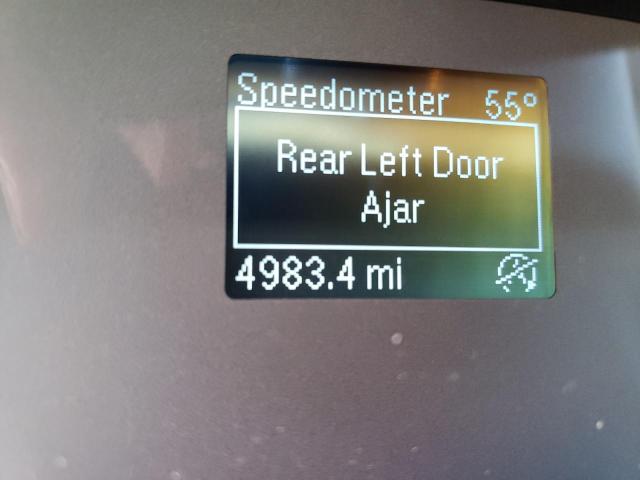 Speedometer 55°
Rear Left Door
Ajar
4983.4 mi